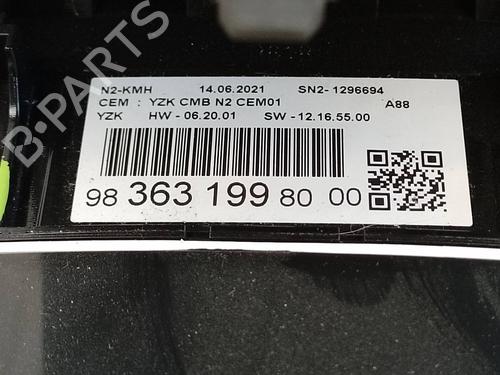 N2-KMH 14.06.2021 SN2- 1296694
CEM : YZK CMB N2 CEM01 A88
YZK HW - 06.20.01 SW - 12.16.55.00
98 363 199 80 00
B-PARTS